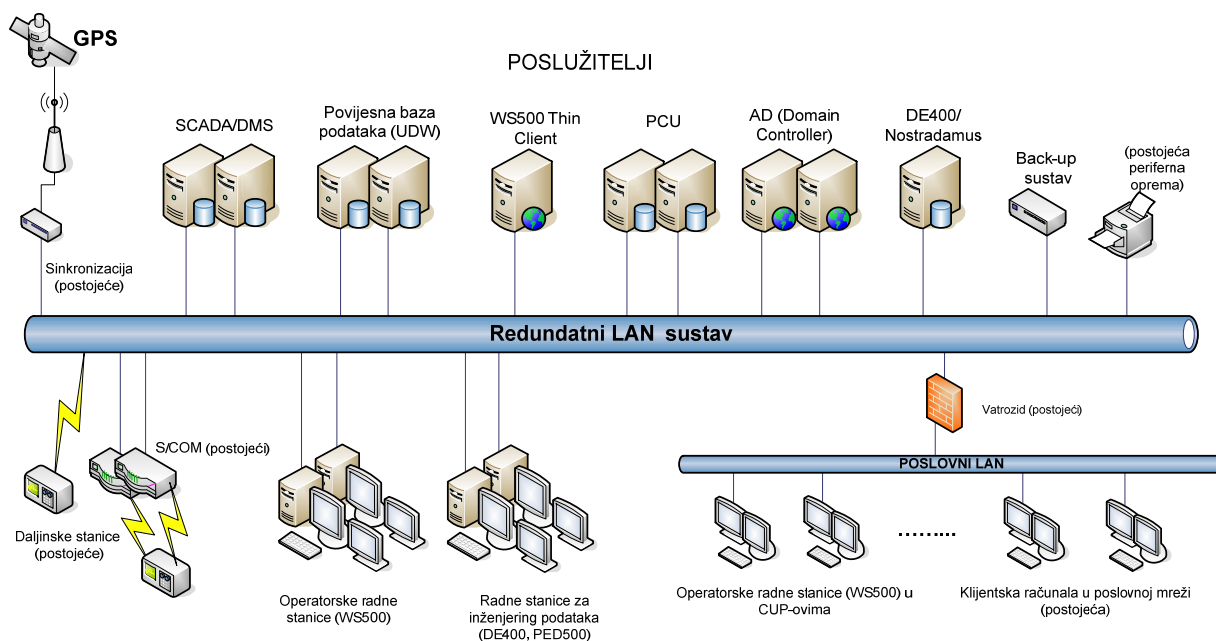 GPS
POSLUŽITELJI
SCADA/DMS
Povijesna baza
podataka (UDW)
WS500 Thin
Client
PCU
AD (Domain
Controller)
DE400/
Nostradamus
Back-up
sustav
(postojeća
periferna
oprema)
Sinkronizacija
(postojeće)
Redundatni LAN sustav
S/COM (postojeći)
Vatrozid (postojeći)
POSLOVNI LAN
Daljinske stanice
(postojeće)
Operatorske radne
stanice (WS500)
Radne stanice za
inženjering podataka
(DE400, PED500)
.........
Operatorske radne stanice (WS500) u
CUP-ovima
Klijentska računala u poslovnoj mreži
(postojeća)